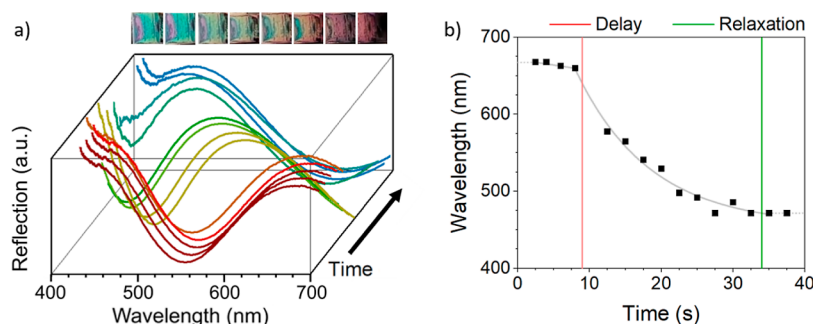 a)
Reflection (a.u.)
400 500 600 700
Wavelength (nm)
Time
b)
Delay Relaxation
700
600
500
400
Wavelength (nm)
0 10 20 30 40
Time (s)